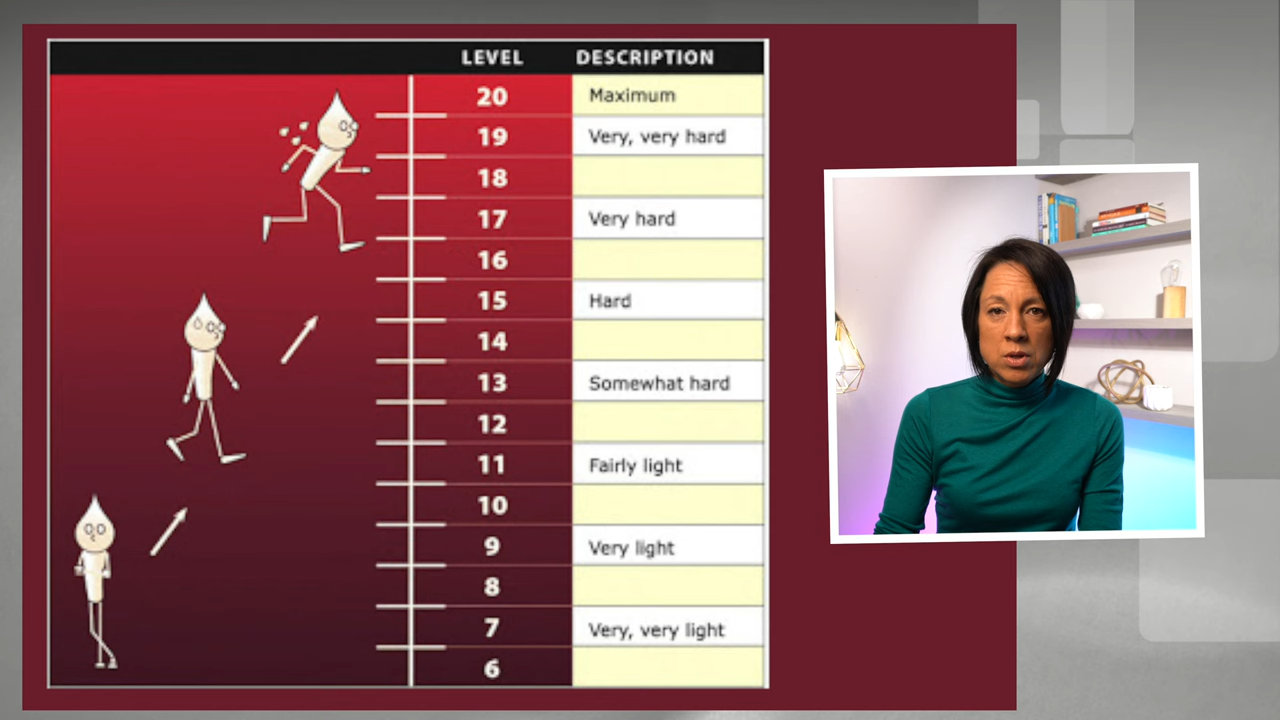 LEVEL DESCRIPTION
20 Maximum
19 Very, very hard
18
17 Very hard
16
15 Hard
14
13 Somewhat hard
12
11 Fairly light
10
9 Very light
8
7 Very, very light
6